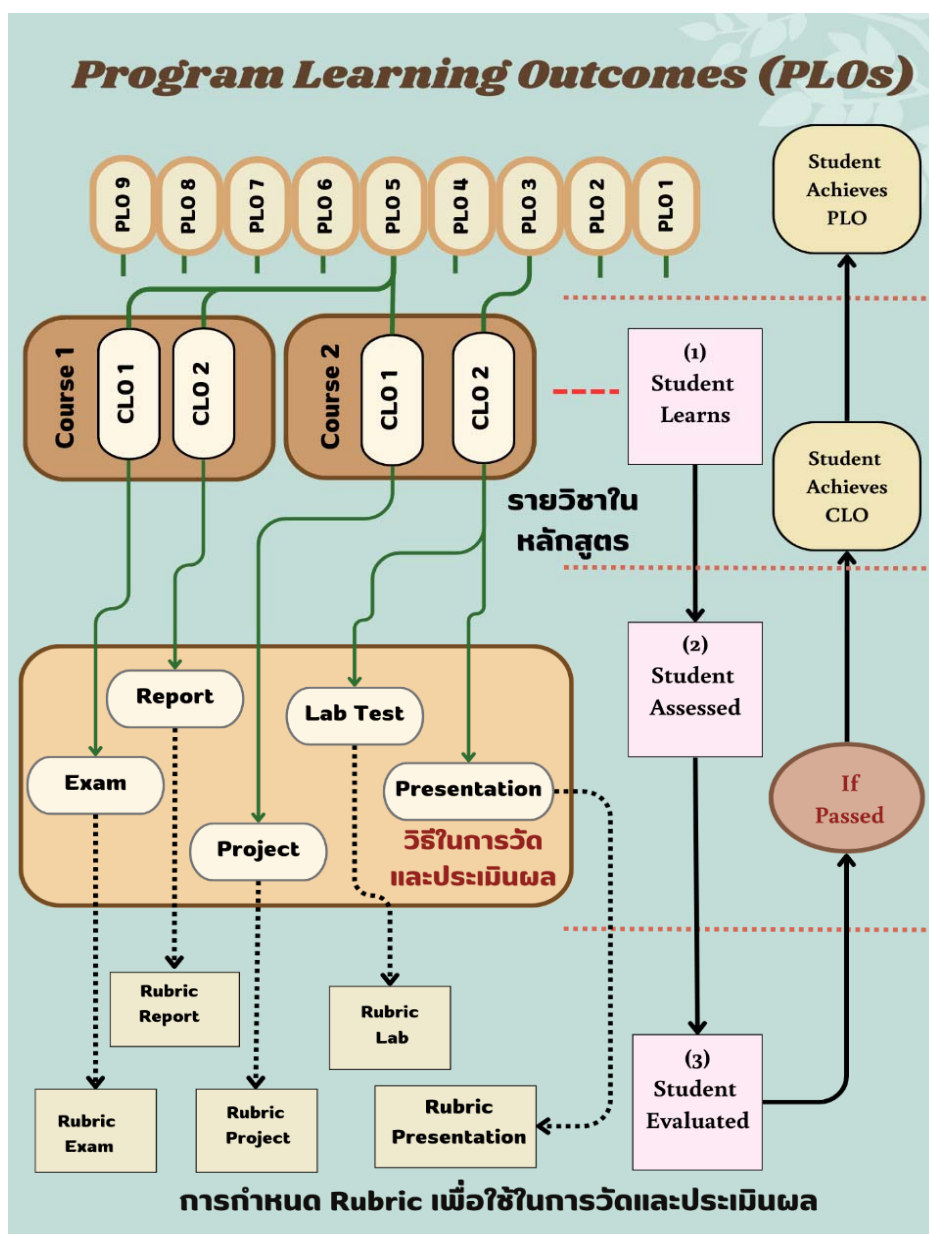 Program Learning Outcomes (PLOs)
PLO 9
PLO 8
PLO 7
PLO 6
PLO 5
PLO 4
PLO 3
PLO 2
PLO 1
Student
Achieves
PLO
Course 1
CLO 1
CLO 2
Course 2
CLO 1
CLO 2
(1)
Student
Learns
Student
Achieves
CLO
รายวิชาใน
หลักสูตร
(2)
Student
Assessed
Report
Lab Test
Exam
Presentation
Project
วิธีในการวัด
และประเมินผล
If
Passed
Rubric
Report
Rubric
Lab
(3)
Student
Evaluated
Rubric
Exam
Rubric
Project
Rubric
Presentation
การกำหนด Rubric เพื่อใช้ในการวัดและประเมินผล